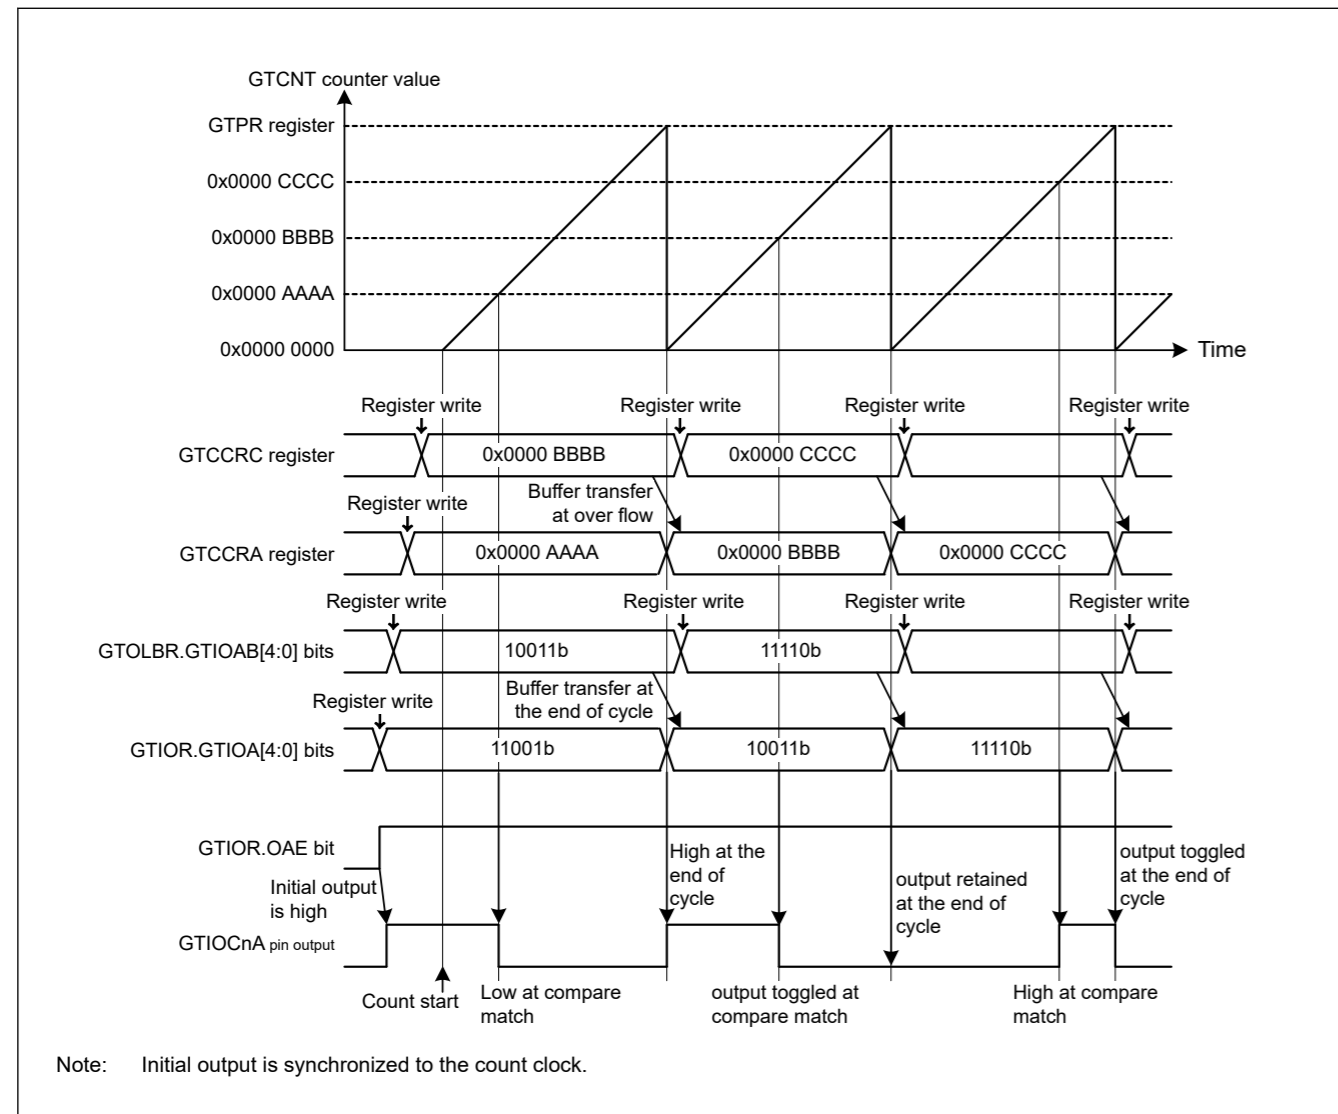 GTCNT counter value
GTPR register
0x0000 CCCC
0x0000 BBBB
0x0000 AAAA
0x0000 0000
Time
Register write
Register write
Register write
Register write
GTCCRC register
0x0000 BBBB
0x0000 CCCC
Buffer transfer
at over flow
Register write
GTCCRA register
0x0000 AAAA
0x0000 BBBB
0x0000 CCCC
Register write
Register write
Register write
Register write
GTOLBR.GTIOAB[4:0] bits
10011b
11110b
Buffer transfer at
the end of cycle
Register write
GTIOR.GTIOA[4:0] bits
11001b
10011b
11110b
GTIOR.OAE bit
High at the
end of
cycle
output retained
at the end of
cycle
output toggled
at the end of
cycle
Initial output
is high
GTIOCnA pin output
Count start
Low at compare
match
output toggled at
compare match
High at compare
match
Note: Initial output is synchronized to the count clock.